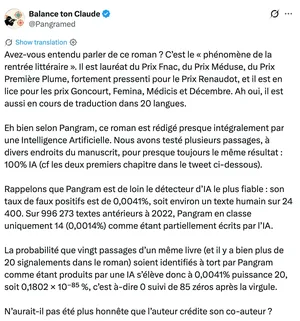 Balance ton Claude
@Pangramed
Show translation
Avez-vous entendu parler de ce roman ? C'est le « phénomène de la
rentrée littéraire ». Il est lauréat du Prix Fnac, du Prix Méduse, du Prix
Première Plume, fortement pressenti pour le Prix Renaudot, et il est en
lice pour les prix Goncourt, Femina, Médicis et Décembre. Ah oui, il est
aussi en cours de traduction dans 20 langues.
Eh bien selon Pangram, ce roman est rédigé presque intégralement par
une Intelligence Artificielle. Nous avons testé plusieurs passages, à
divers endroits du manuscrit, pour presque toujours le même résultat :
100% IA (cf les deux premiers chapitre dans le tweet ci-dessous).
Rappelons que Pangram est de loin le détecteur d'IA le plus fiable : son
taux de faux positifs est de 0,0041%, soit environ un texte humain sur 24
400. Sur 996 273 textes antérieurs à 2022, Pangram en classe
uniquement 14 (0,0014%) comme étant partiellement écrits par l'IA.
La probabilité que vingt passages d'un même livre (et il y a bien plus de
20 signalements dans le roman) soient identifiés à tort par Pangram
comme étant produits par une IA s'élève donc à 0,0041% puissance 20,
soit 0,1802 × 10⁻⁸⁵ %, c'est-à-dire 0 suivi de 85 zéros après la virgule.
N'aurait-il pas été plus honnête que l'auteur crédite son co-auteur ?